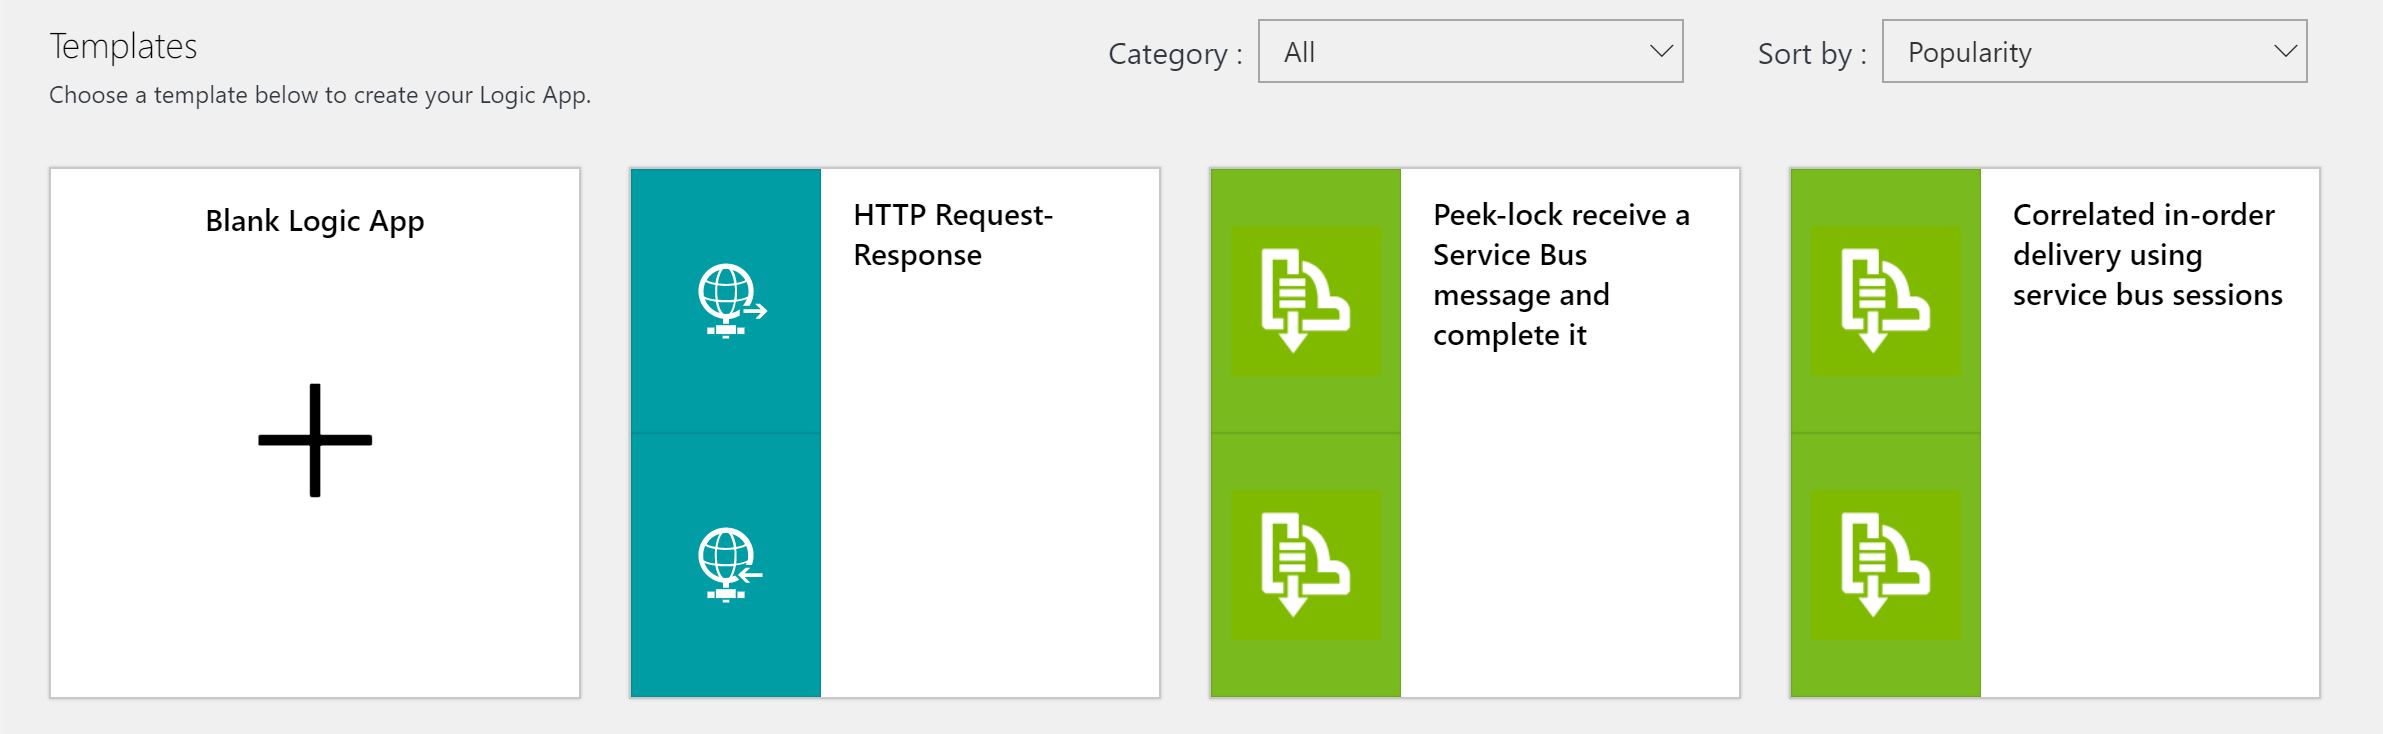 Templates
Category :
All
Sort by :
Popularity
Choose a template below to create your Logic App.
Blank Logic App
HTTP Request-
Response
Peek-lock receive a
Service Bus
message and
complete it
Correlated in-order
delivery using
service bus sessions